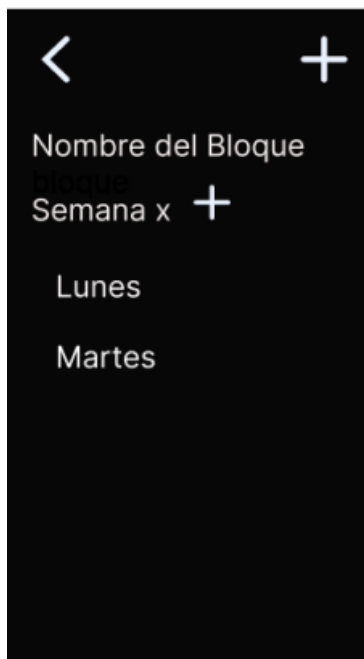 Nombre del Bloque
bloque
Semana x +
Lunes
Martes